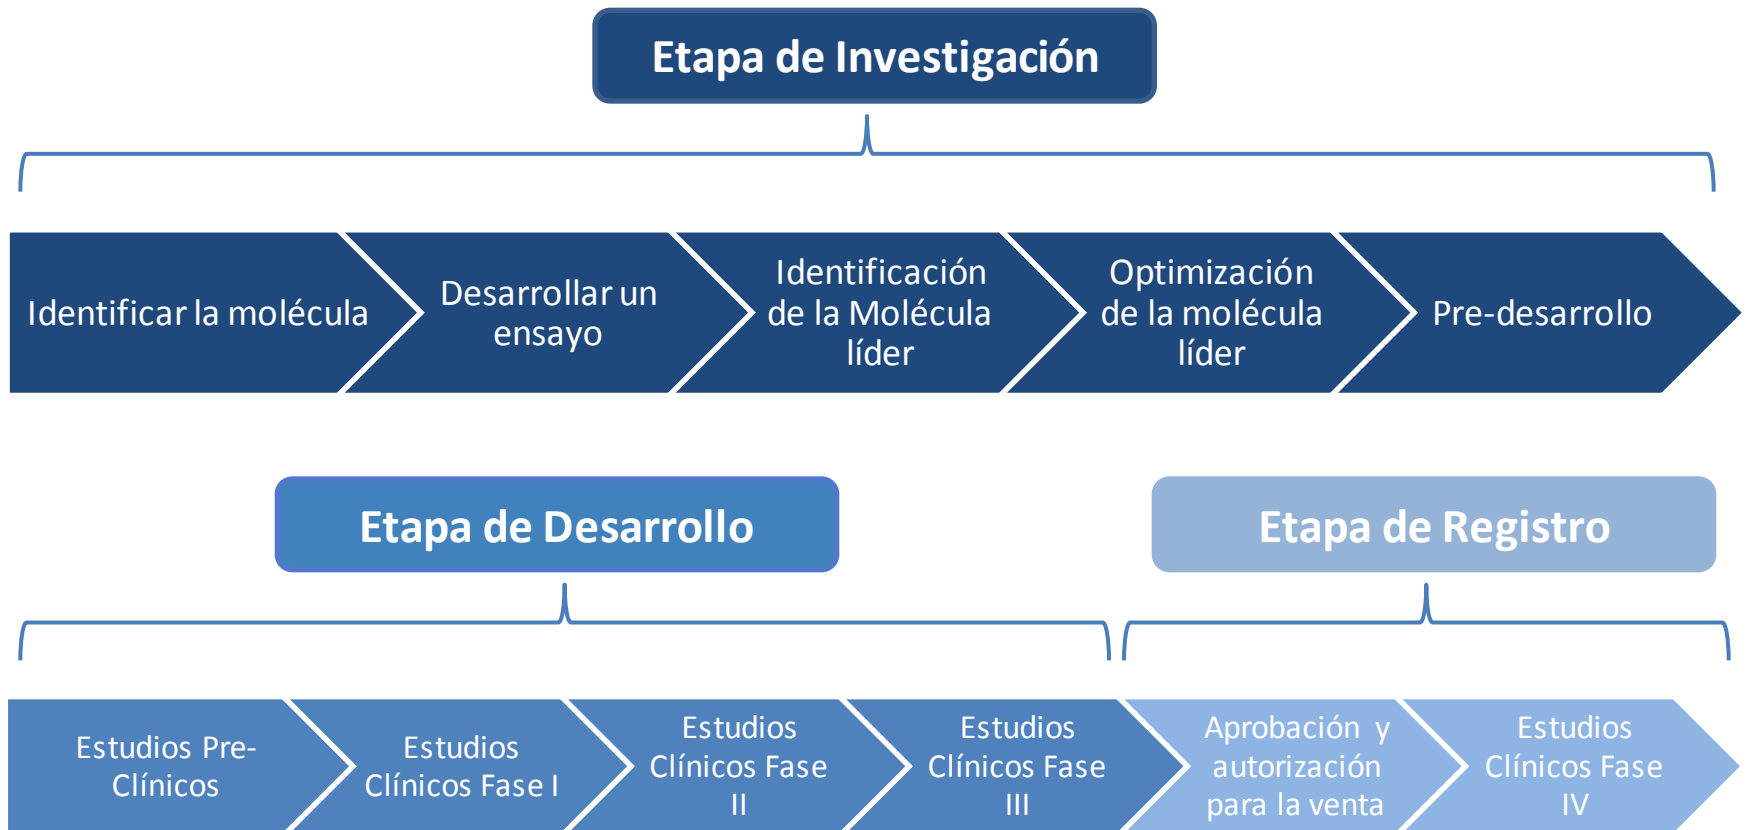 Etapa de Investigación
Identificar la molécula
Desarrollar un
ensayo
Identificación
de la Molécula
líder
Optimización
de la molécula
líder
Pre-desarrollo
Etapa de Desarrollo
Etapa de Registro
Estudios Pre-
Clínicos
Estudios
Clínicos Fase I
Estudios
Clínicos Fase
II
Estudios
Clínicos Fase
III
Aprobación y
autorización
para la venta
Estudios
Clínicos Fase
IV